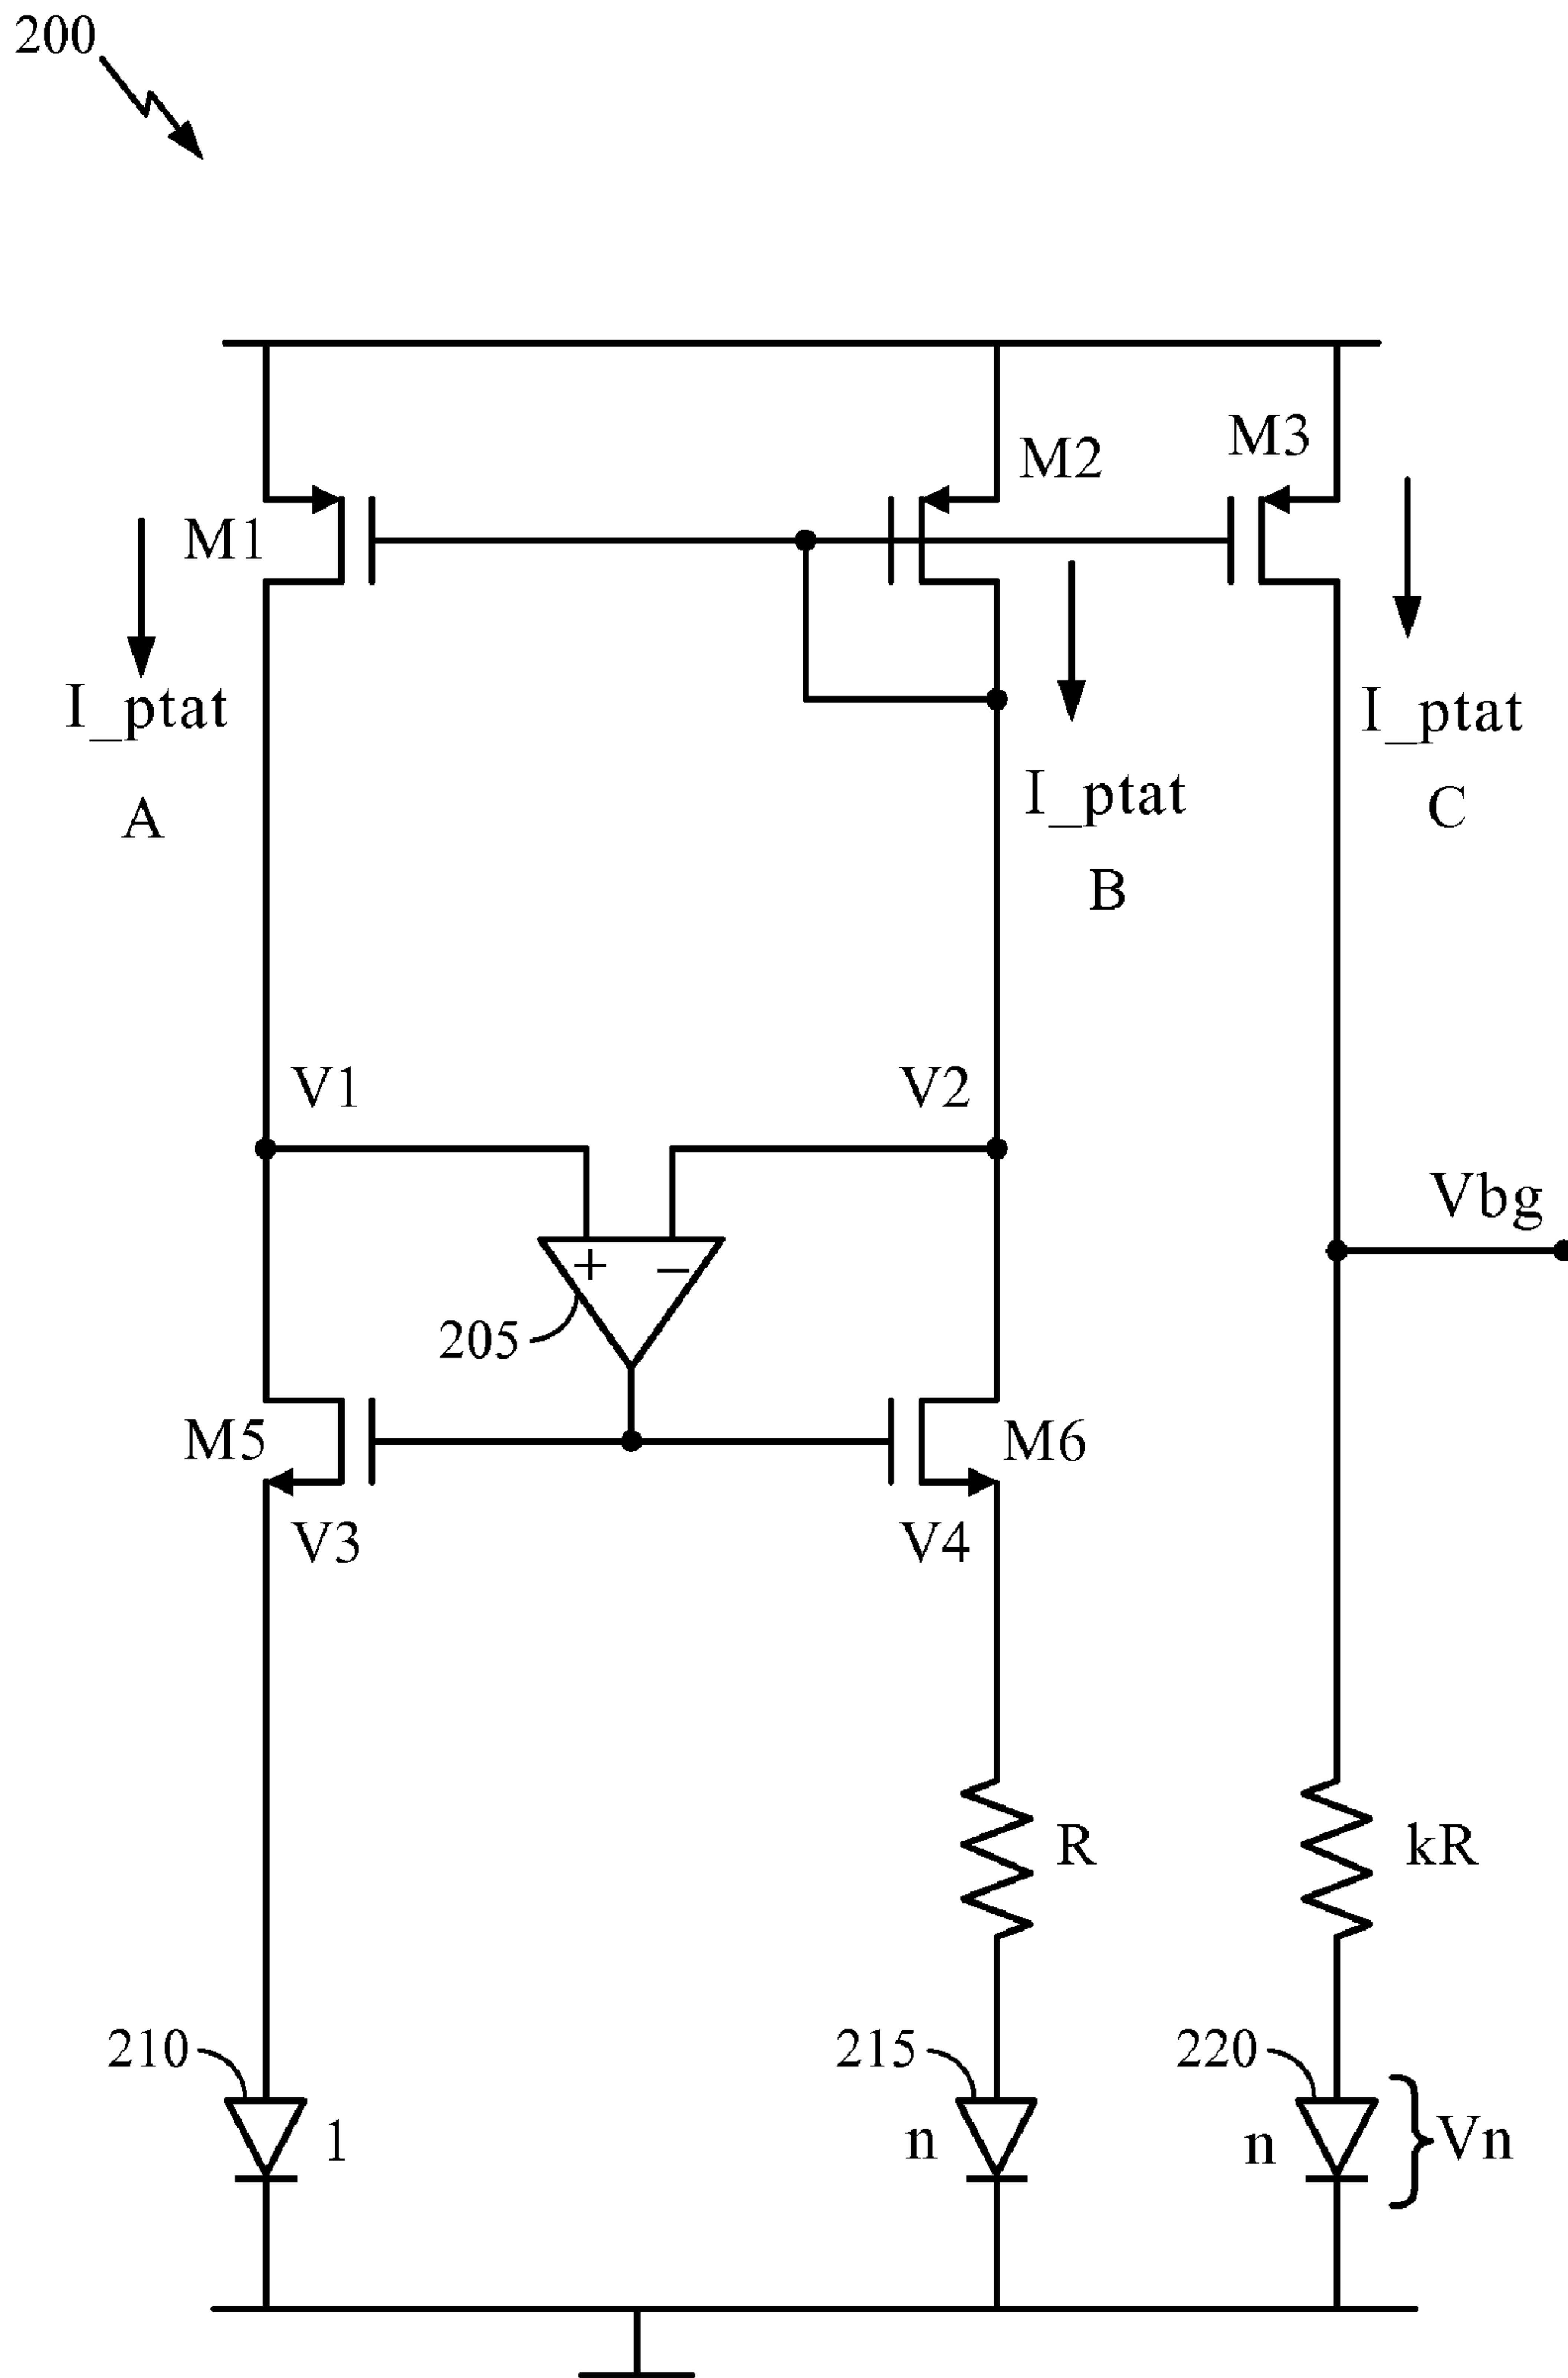 200
M3
M2
M1
I_ptat
A
I_ptat
C
I_ptat
B
V1
V2
Vbg
+
−
205
M5
M6
V3
V4
R
kR
210
215
220
1
n
n
Vn